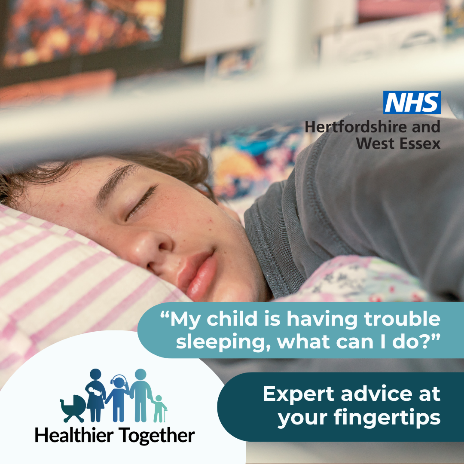 NHS
Hertfordshire and
West Essex
“My child is having trouble
sleeping, what can I do?”
Expert advice at
your fingertips
Healthier Together